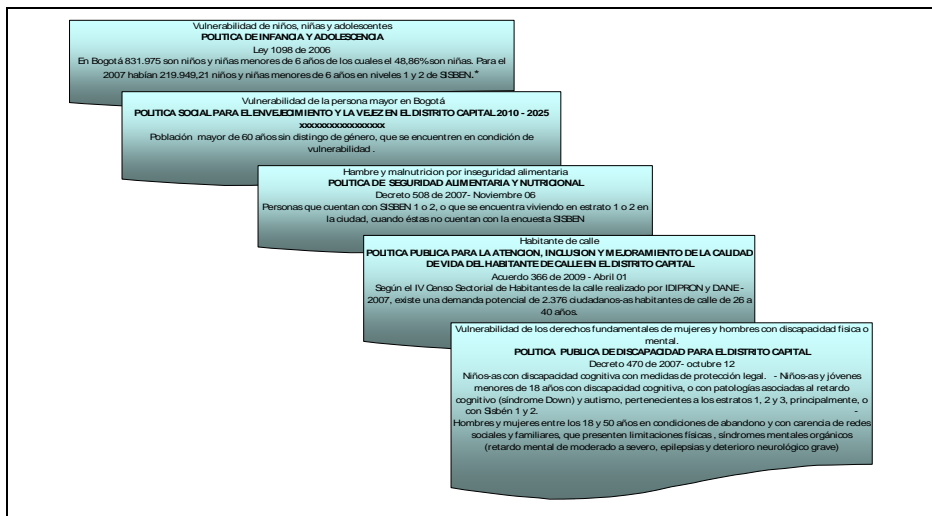 Vulnerabilidad de niños, niñas y adolescentes
POLITICA DE INFANCIA Y ADOLESCENCIA
Ley 1098 de 2006
En Bogotá 831.975 son niños y niñas menores de 6 años de los cuales el 48,86% son niñas. Para el
2007 habían 219.949,21 niños y niñas menores de 6 años en niveles 1 y 2 de SISBEN.*
Vulnerabilidad de la persona mayor en Bogotá
POLITICA SOCIAL PARA EL ENVEJECIMIENTO Y LA VEJEZ EN EL DISTRITO CAPITAL 2010 - 2025
xxxxxxxxxxxxxxxxx
Población mayor de 60 años sin distingo de género, que se encuentren en condición de
vulnerabilidad .
Hambre y malnutricion por inseguridad alimentaria
POLITICA DE SEGURIDAD ALIMENTARIA Y NUTRICIONAL
Decreto 508 de 2007- Noviembre 06
Personas que cuentan con SISBEN 1 o 2, o que se encuentra viviendo en estrato 1 o 2 en
la ciudad, cuando éstas no cuentan con la encuesta SISBEN
Habitante de calle
POLITICA PUBLICA PARA LA ATENCION, INCLUSION Y MEJORAMIENTO DE LA CALIDAD
DE VIDA DEL HABITANTE DE CALLE EN EL DISTRITO CAPITAL
Acuerdo 366 de 2009 - Abril 01
Según el IV Censo Sectorial de Habitantes de la calle realizado por IDIPRON y DANE -
2007, existe una demanda potencial de 2.376 ciudadanos-as habitantes de calle de 26 a
40 años.
Vulnerabilidad de los derechos fundamentales de mujeres y hombres con discapacidad física o
mental.
POLITICA PUBLICA DE DISCAPACIDAD PARA EL DISTRITO CAPITAL
Decreto 470 de 2007- octubre 12
Niños-as con discapacidad cognitiva con medidas de protección legal. - Niños-as y jóvenes
menores de 18 años con discapacidad cognitiva, o con patologías asociadas al retardo
cognitivo (síndrome Down) y autismo, pertenecientes a los estratos 1, 2 y 3, principalmente, o
con Sisbén 1 y 2. -
Hombres y mujeres entre los 18 y 50 años en condiciones de abandono y con carencia de redes
sociales y familiares, que presenten limitaciones físicas , síndromes mentales orgánicos
(retardo mental de moderado a severo, epilepsias y deterioro neurológico grave)